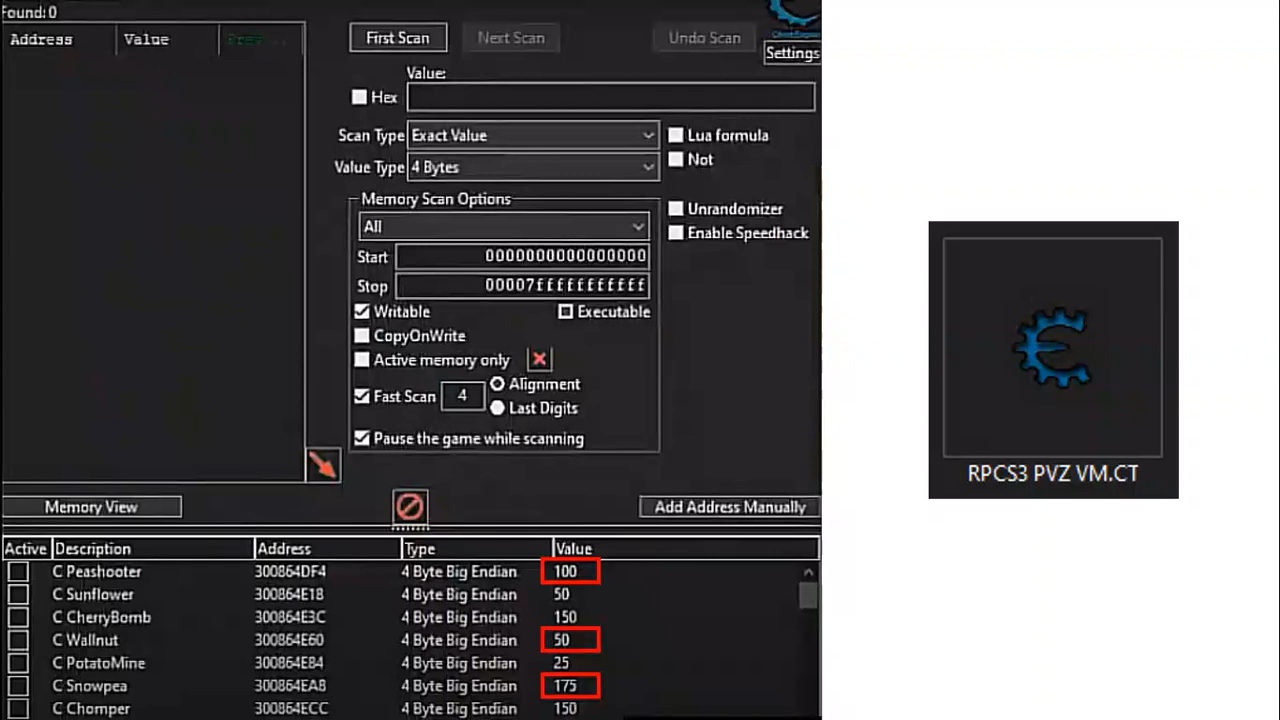 Found:0
Address Value
First Scan Next Scan Undo Scan
Settings
Value:
Hex
Scan Type Exact Value
Lua formula
Value Type 4 Bytes
Not
Memory Scan Options
All
Unrandomizer
Enable Speedhack
Start 0000000000000000
Stop 00007fffffffffff
Writable Executable
CopyOnWrite
Active memory only
Fast Scan 4 Alignment
Last Digits
Pause the game while scanning
Memory View Add Address Manually
Active Description Address Type Value
C Peashooter 300864DF4 4 Byte Big Endian 100
C Sunflower 300864E18 4 Byte Big Endian 50
C CherryBomb 300864E3C 4 Byte Big Endian 150
C Wallnut 300864E60 4 Byte Big Endian 50
C PotatoMine 300864E84 4 Byte Big Endian 25
C Snowpea 300864EA8 4 Byte Big Endian 175
C Chomper 300864ECC 4 Byte Big Endian 150
RPCS3 PVZ VM.CT